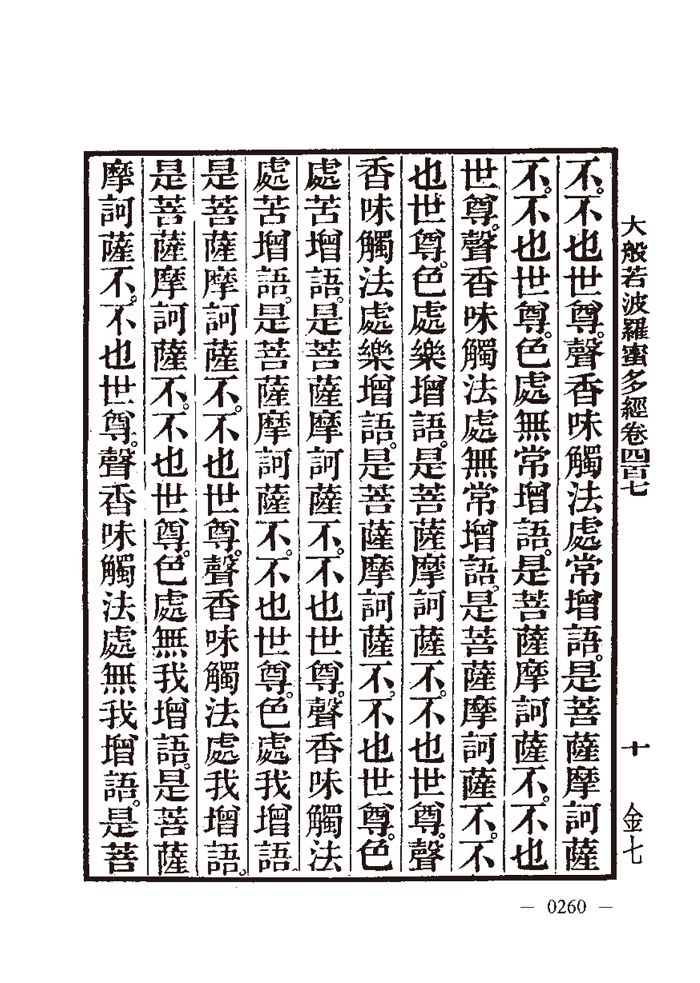 大般若波羅蜜多經卷四百七
十
金七
不。不也世尊。聲香味觸法處常增語。是菩薩摩訶薩
不。不也世尊。色處無常增語。是菩薩摩訶薩不。不也
世尊。聲香味觸法處無常增語。是菩薩摩訶薩不。不
也世尊。色處樂增語。是菩薩摩訶薩不。不也世尊。聲
香味觸法處樂增語。是菩薩摩訶薩不。不也世尊。色
處苦增語。是菩薩摩訶薩不。不也世尊。聲香味觸法
處苦增語。是菩薩摩訶薩不。不也世尊。色處我增語。
是菩薩摩訶薩不。不也世尊。聲香味觸法處我增語。
是菩薩摩訶薩不。不也世尊。色處無我增語。是菩薩
摩訶薩不。不也世尊。聲香味觸法處無我增語。是菩
— 0260 —